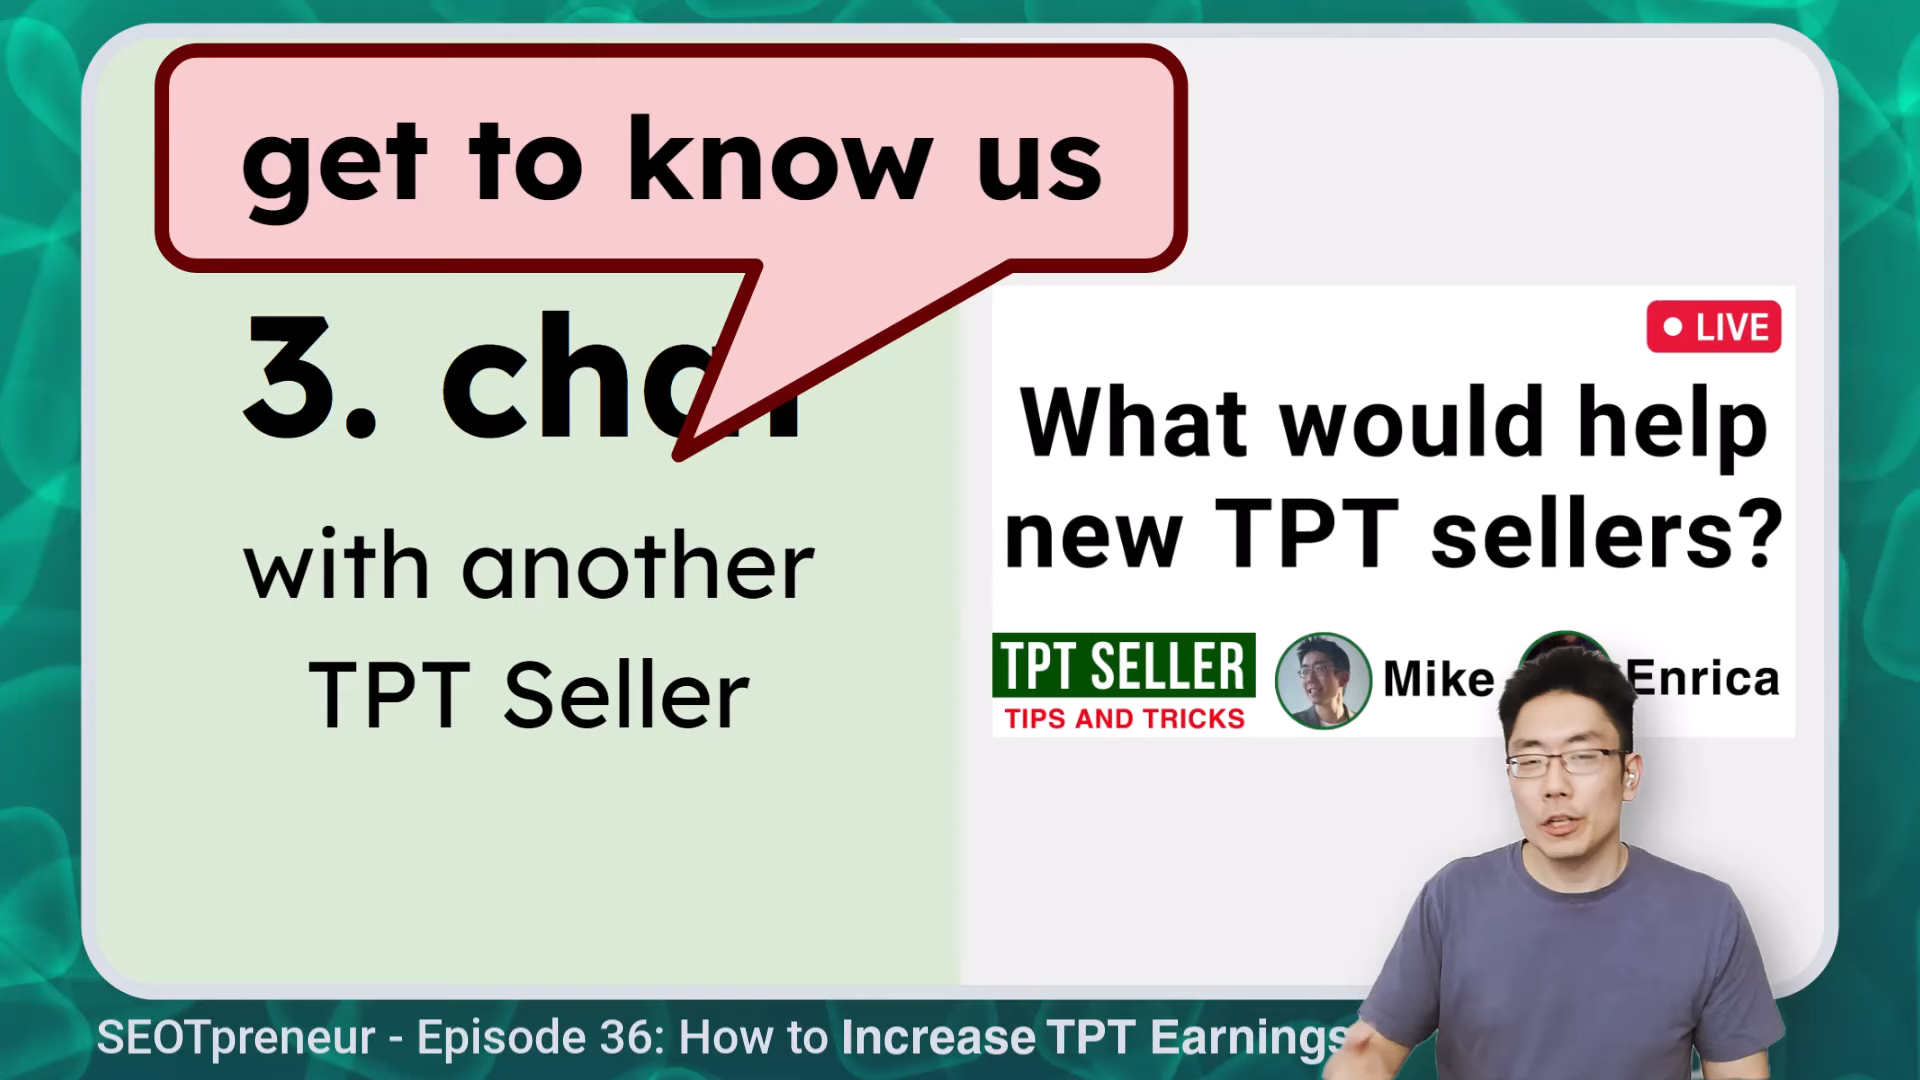 get to know us
3. chat
with another
TPT Seller
LIVE
What would help
new TPT sellers?
TPT SELLER
TIPS AND TRICKS
Mike
Enrica
SEOTpreneur - Episode 36: How to Increase TPT Earnings